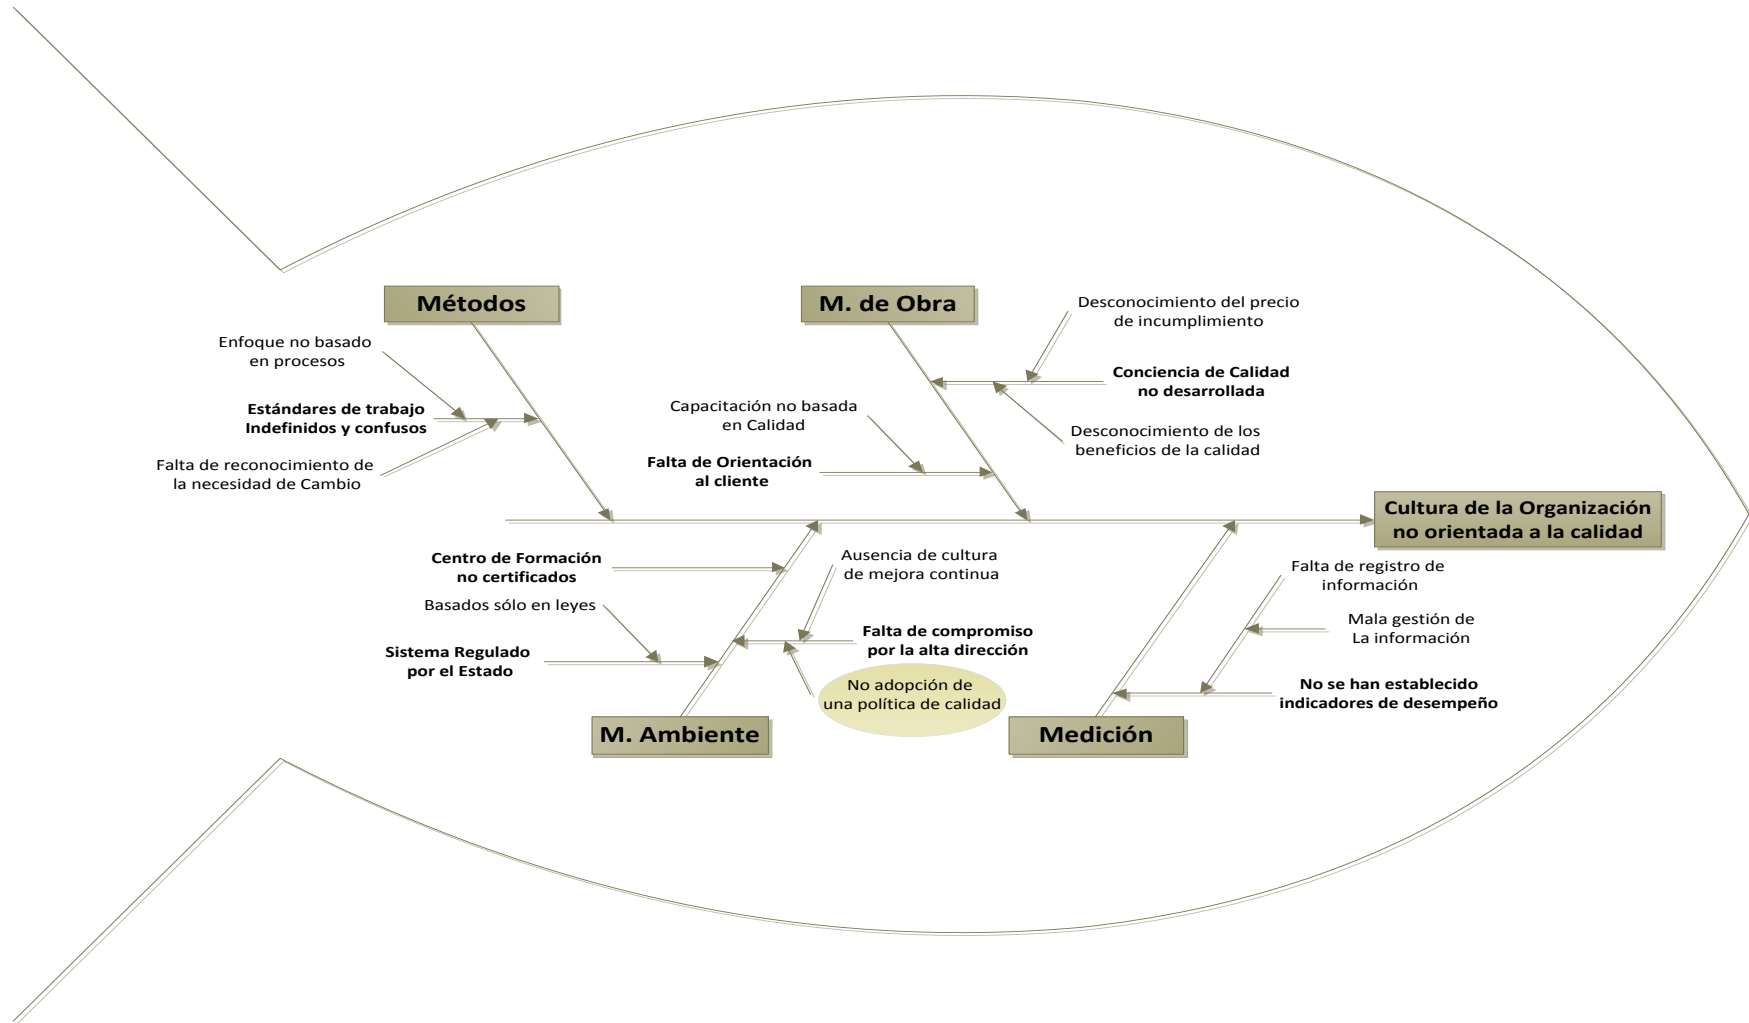 Métodos
M. de Obra
Desconocimiento del precio
de incumplimiento
Enfoque no basado
en procesos
Conciencia de Calidad
no desarrollada
Estándares de trabajo
Indefinidos y confusos
Capacitación no basada
en Calidad
Desconocimiento de los
beneficios de la calidad
Falta de reconocimiento de
la necesidad de Cambio
Falta de Orientación
al cliente
Cultura de la Organización
no orientada a la calidad
Centro de Formación
no certificados
Ausencia de cultura
de mejora continua
Falta de registro de
información
Basados sólo en leyes
Mala gestión de
La información
Sistema Regulado
por el Estado
Falta de compromiso
por la alta dirección
No adopción de
una política de calidad
No se han establecido
indicadores de desempeño
M. Ambiente
Medición